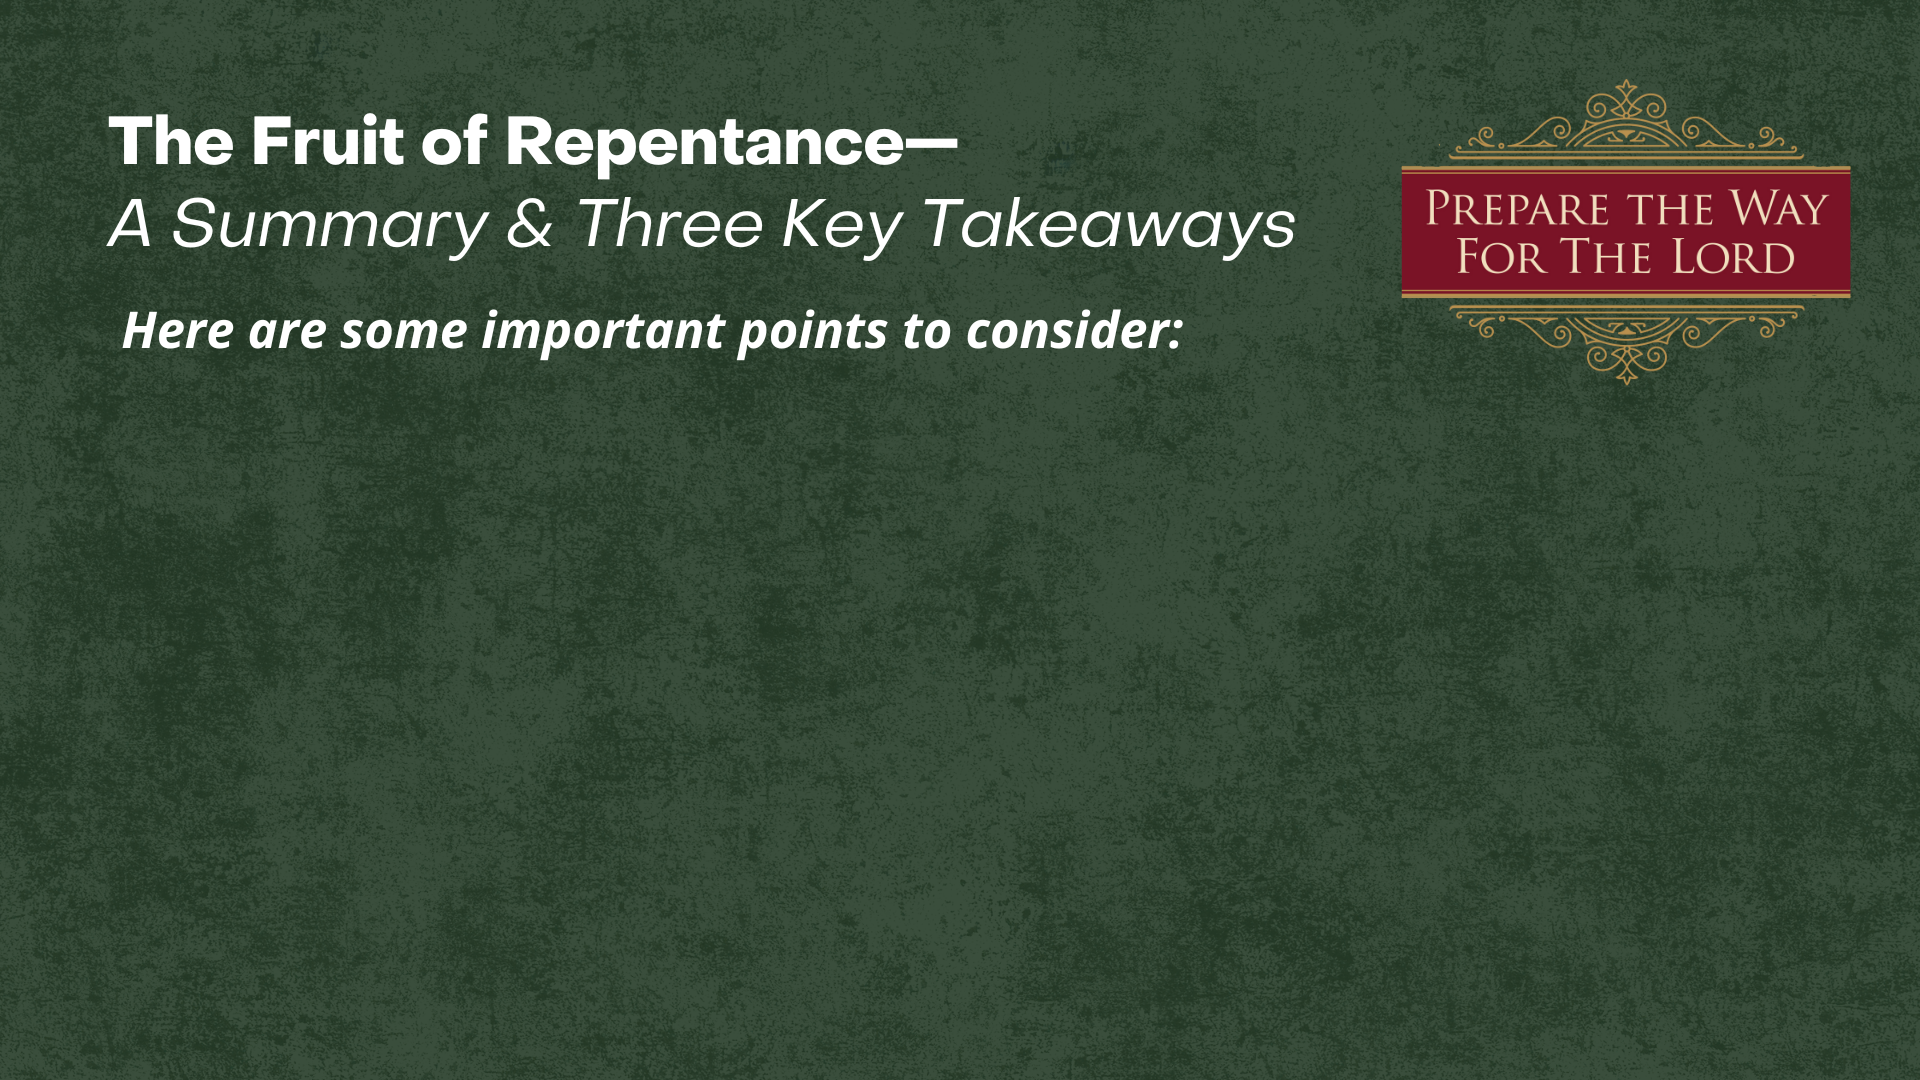 The Fruit of Repentance—
A Summary & Three Key Takeaways
Here are some important points to consider:
Prepare the Way
For The Lord